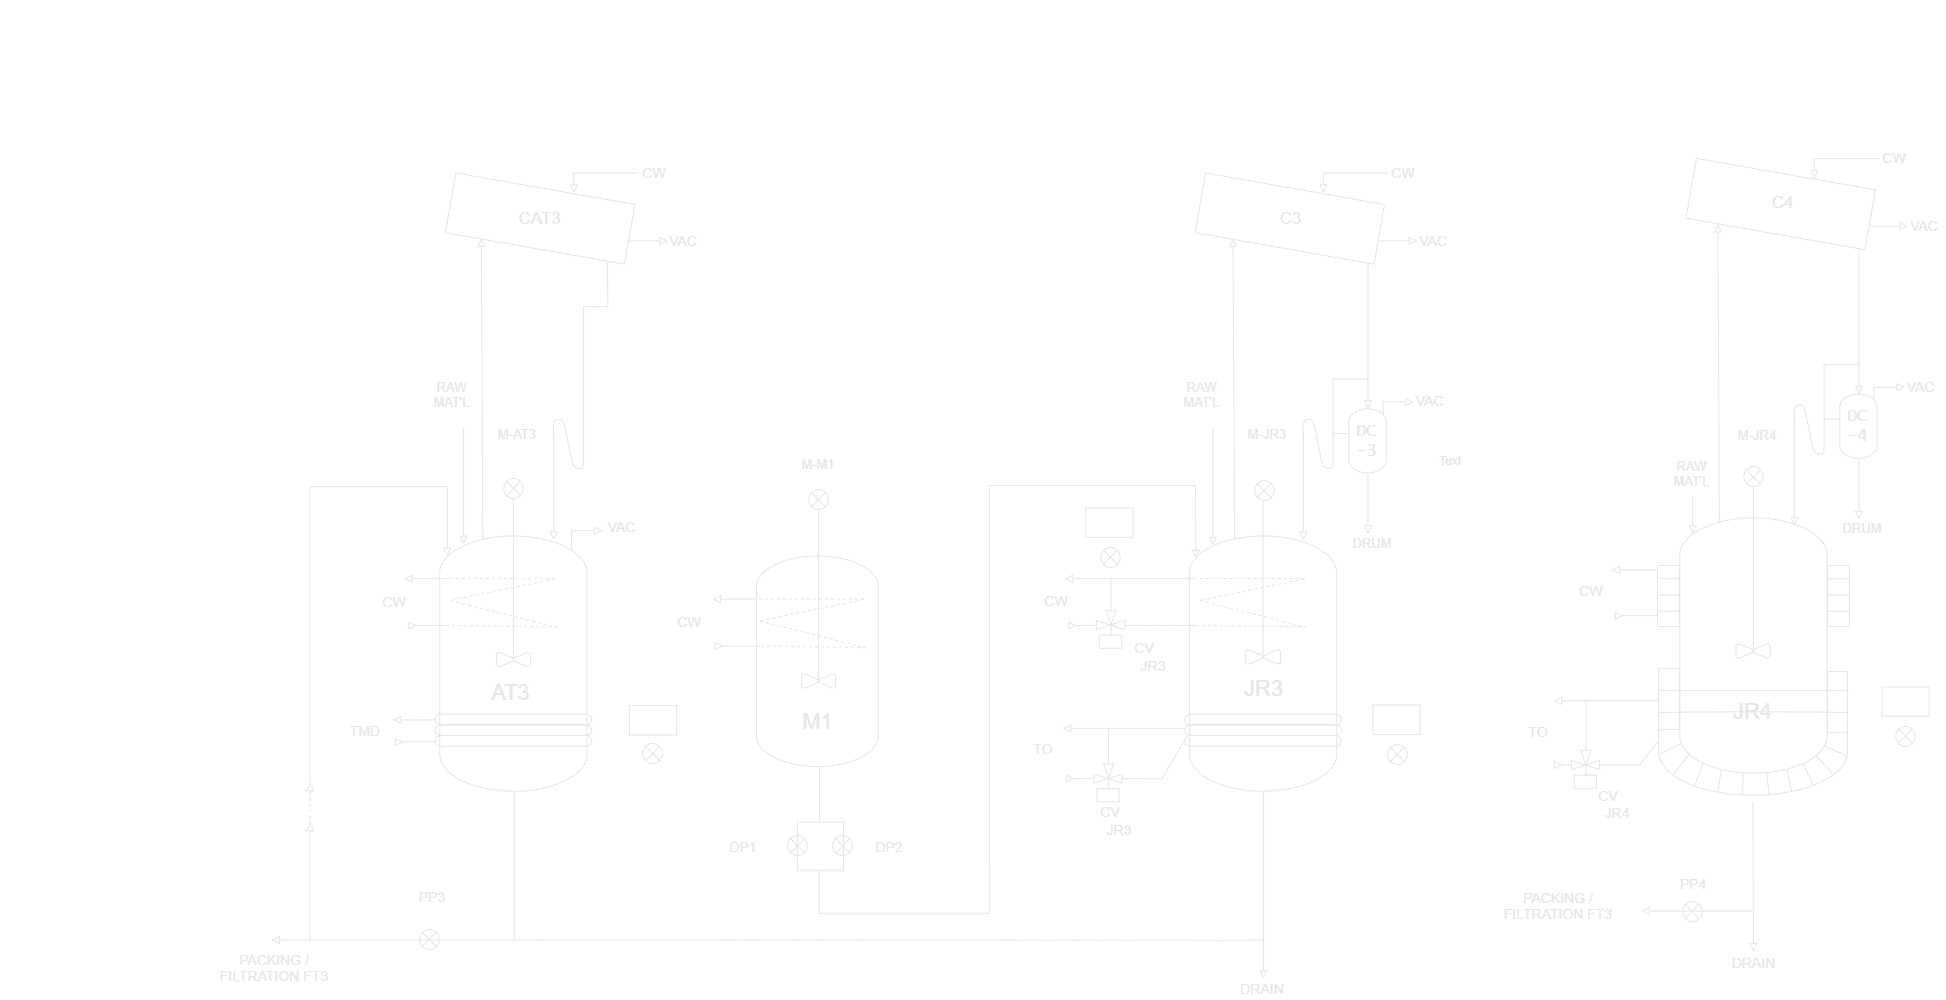 CW
CW
CW
CAT3
C3
C4
VAC
VAC
VAC
RAW
MAT'L
RAW
MAT'L
VAC
VAC
M-AT3
M-JR3
DC
-3
DC
-4
M-JR4
M-M1
Text
RAW
MAT'L
VAC
DRUM
DRUM
CW
CW
CW
CW
CV
JR3
AT3
M1
JR3
JR4
TMD
TO
TO
CV
JR3
CV
JR4
DP1
DP2
PP3
PP4
PACKING /
FILTRATION FT3
PACKING /
FILTRATION FT3
DRAIN
DRAIN